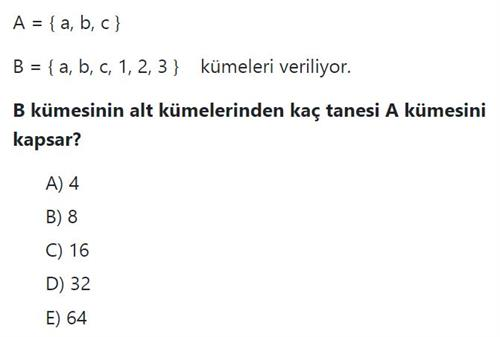 A = { a, b, c }
B = { a, b, c, 1, 2, 3 }    kümeleri veriliyor.
B kümesinin alt kümelerinden kaç tanesi A kümesini
kapsar?
A) 4
B) 8
C) 16
D) 32
E) 64